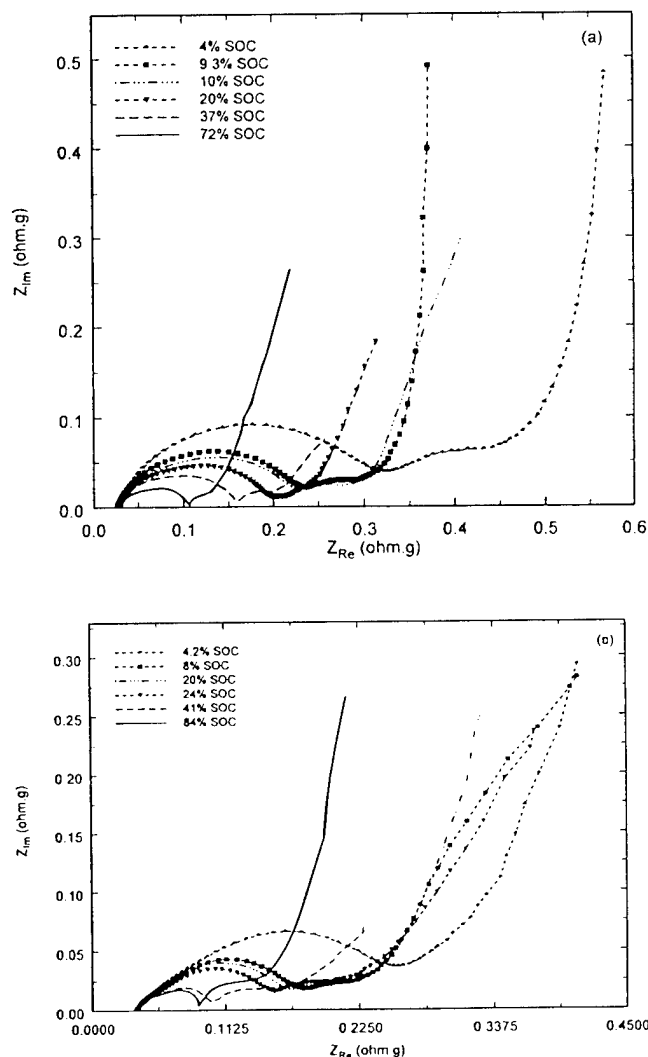 (a)
4% SOC
9 3% SOC
10% SOC
20% SOC
37% SOC
72% SOC
0.5
0.4
0.3
0.2
0.1
0.0
Z_Im (ohm.g)
0.0 0.1 0.2 0.3 0.4 0.5 0.6
Z_Re (ohm.g)
4.2% SOC
8% SOC
20% SOC
24% SOC
41% SOC
84% SOC
0.30
0.25
0.20
0.15
0.10
0.05
0.00
Z_Im (ohm.g)
0.0000 0.1125 0.2250 0.3375 0.4500
Z_Re (ohm.g)